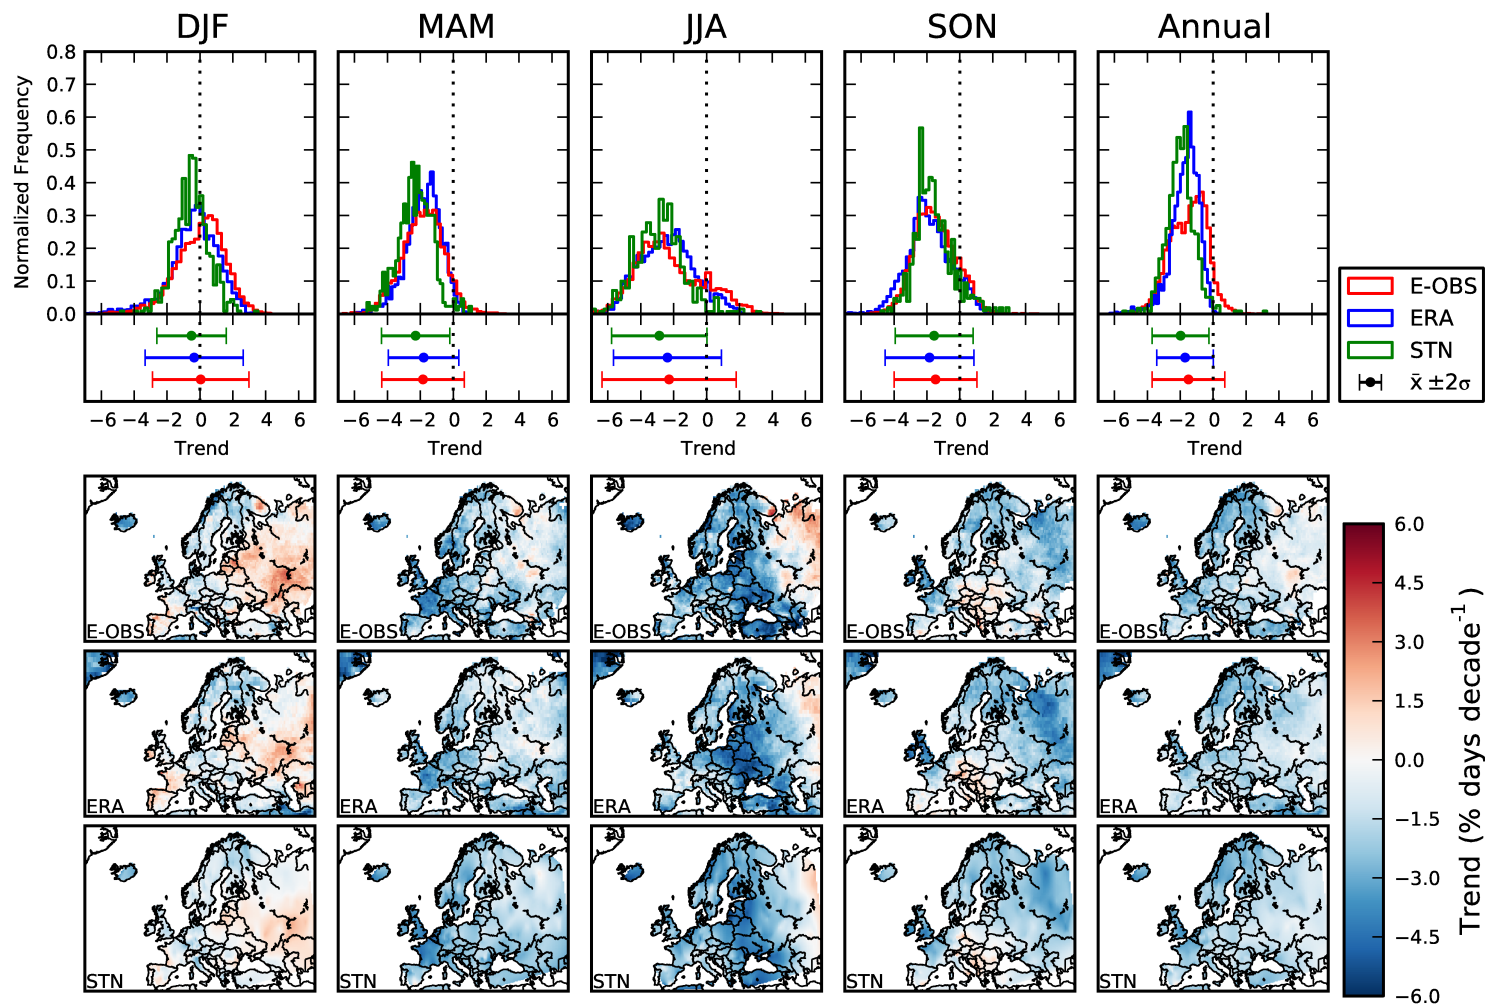 DJF MAM JJA SON Annual
Normalized Frequency
0.8
0.7
0.6
0.5
0.4
0.3
0.2
0.1
0.0
E-OBS
ERA
STN
x̄ ±2σ
−6 −4 −2 0 2 4 6 −6 −4 −2 0 2 4 6 −6 −4 −2 0 2 4 6 −6 −4 −2 0 2 4 6 −6 −4 −2 0 2 4 6
Trend Trend Trend Trend Trend
E-OBS E-OBS E-OBS E-OBS E-OBS
ERA ERA ERA ERA ERA
STN STN STN STN STN
6.0
4.5
3.0
1.5
0.0
−1.5
−3.0
−4.5
−6.0
Trend (% days decade⁻¹ )